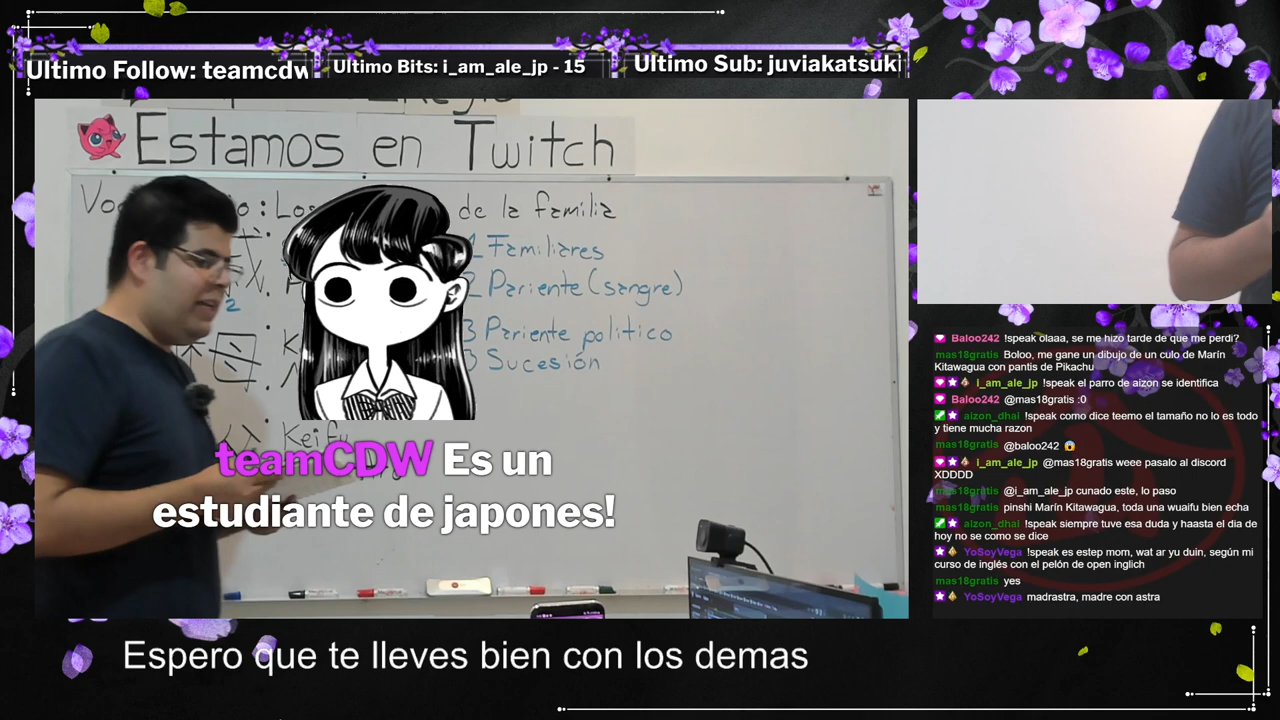 Ultimo Follow: teamcdw
Ultimo Bits: i_am_ale_jp - 15
Ultimo Sub: juviakatsuki
Estamos en Twitch
de la familia
Familiares
2 Pariente (sangre)
3 Pariente politico
Sucesión
Keifu
teamCDW Es un
estudiante de japones!
Espero que te lleves bien con los demas
Baloo242 !speak olaaa, se me hizo tarde de que me perdi?
mas18gratis Boloo, me gane un dibujo de un culo de Marín
Kitawagua con pantis de Pikachu
i_am_ale_jp !speak el parro de aizon se identifica
Baloo242 @mas18gratis :0
aizon_dhai !speak como dice teemo el tamaño no lo es todo
y tiene mucha razon
mas18gratis @baloo242 😱
i_am_ale_jp @mas18gratis weee pasalo al discord
XDDDD
mas18gratis @i_am_ale_jp cunado este, lo paso
mas18gratis pinshi Marín Kitawagua, toda una wuaifu bien echa
aizon_dhai !speak siempre tuve esa duda y haasta el dia de
hoy no se como se dice
YoSoyVega !speak es estep mom, wat ar yu duin, según mi
curso de inglés con el pelón de open inglich
mas18gratis yes
YoSoyVega madrastra, madre con astra